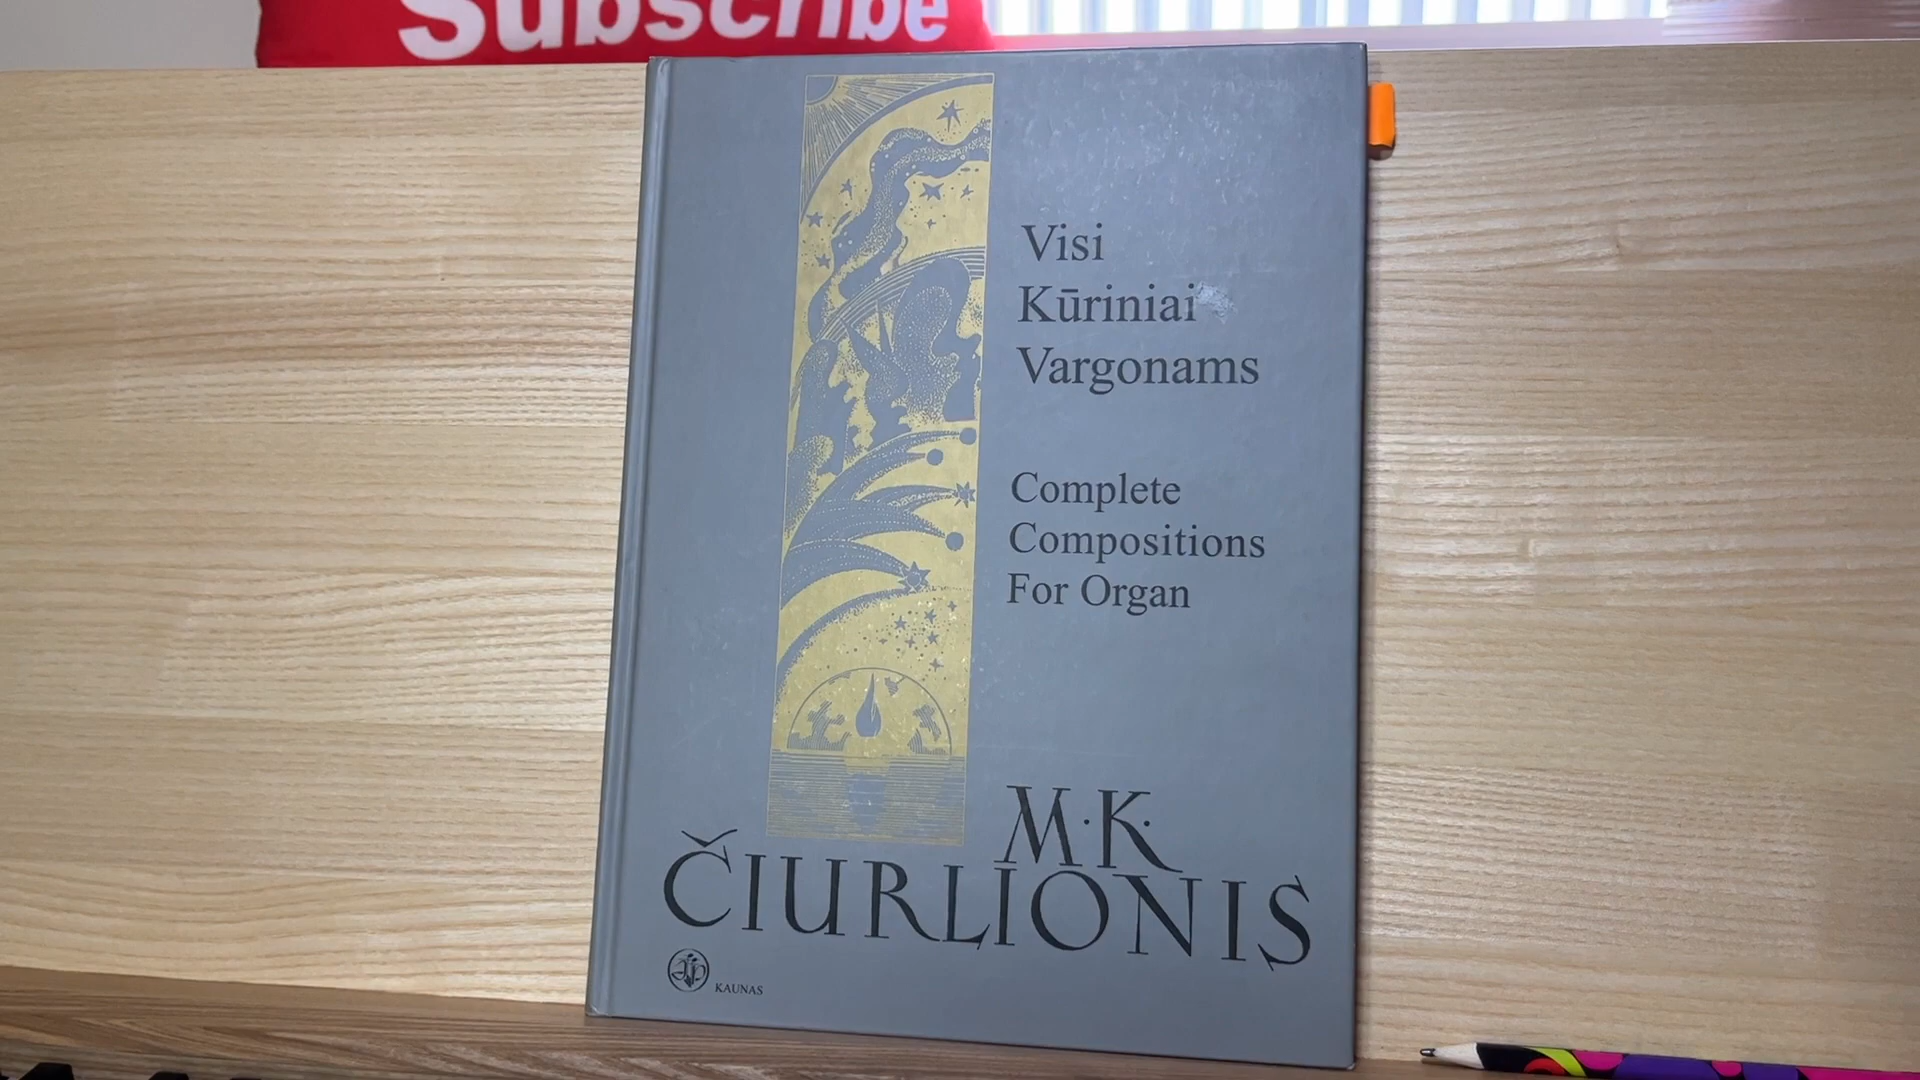 Subscribe
Visi
Kūriniai
Vargonams
Complete
Compositions
For Organ
M.K.
ČIURLIONIS
KAUNAS